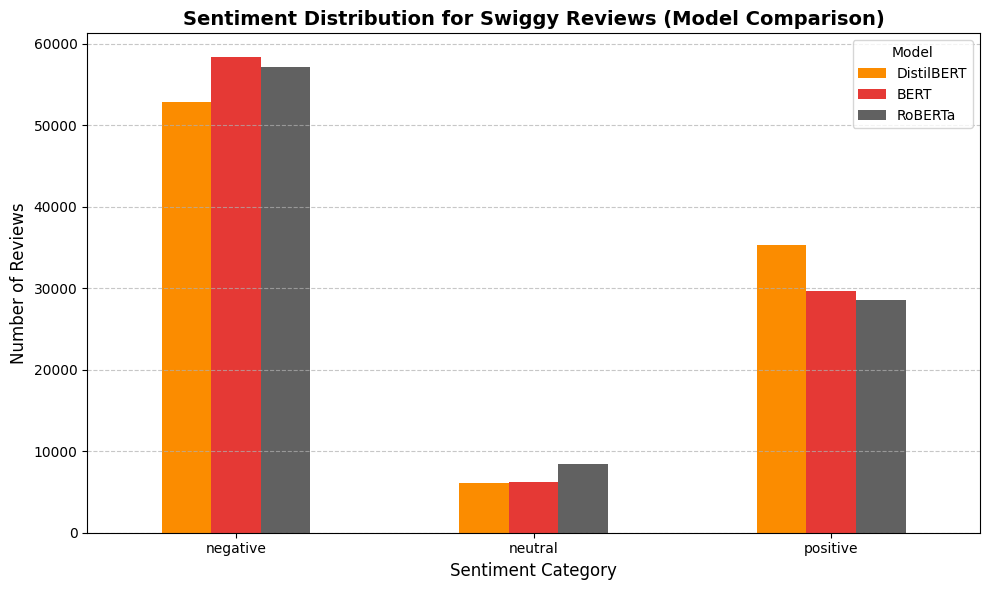 Sentiment Distribution for Swiggy Reviews (Model Comparison)
Model
DistilBERT
BERT
RoBERTa
Number of Reviews
60000
50000
40000
30000
20000
10000
0
negative
neutral
positive
Sentiment Category